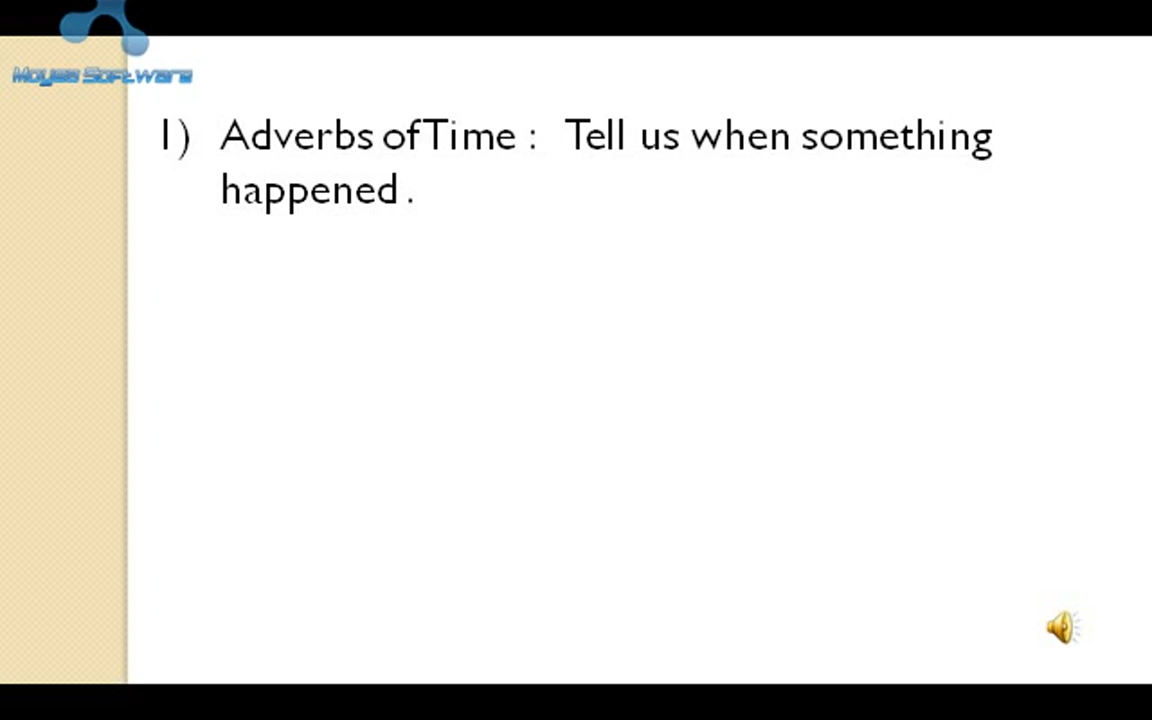 Moyea Software
1) Adverbs of Time : Tell us when something
happened .